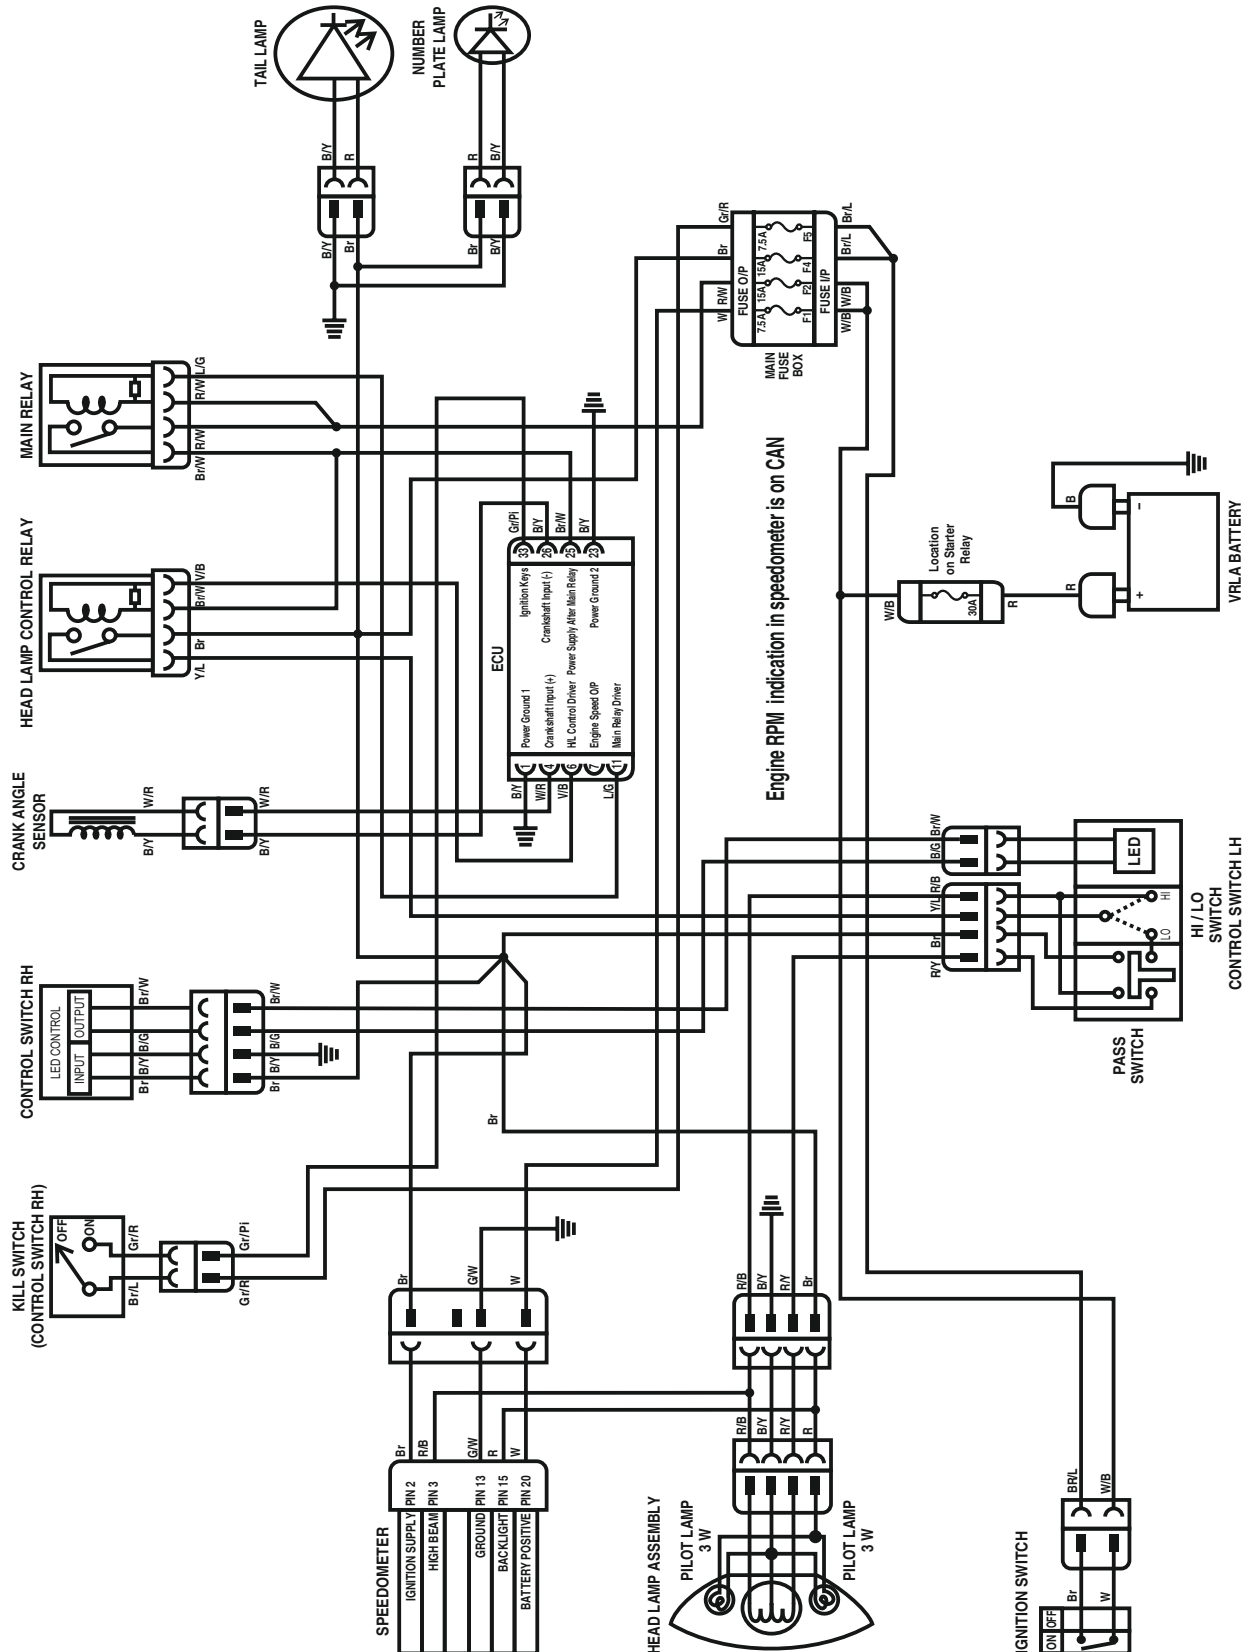 TAIL LAMP
NUMBER
PLATE LAMP
B/Y
R
R
B/Y
B/Y
Br
Br
B/Y
MAIN RELAY
Br/W
R/W
R/W
L/G
HEAD LAMP CONTROL RELAY
Y/L
Br
Br/W
V/B
CRANK ANGLE
SENSOR
B/Y
W/R
B/Y
W/R
CONTROL SWITCH RH
LED CONTROL
INPUT
OUTPUT
Br
B/Y
B/G
Br/W
Br
B/Y
B/G
Br/W
KILL SWITCH
(CONTROL SWITCH RH)
OFF
ON
Br/L
Gr/R
Gr/R
Gr/Pi
W
R/W
Br
Gr/R
FUSE O/P
7.5A
15A
15A
7.5A
F1
F2
F4
F5
FUSE I/P
W/B
W/B
Br/L
Br/L
MAIN
FUSE
BOX
ECU
Gr/Pi
B/Y
Br/W
B/Y
33
26
25
23
Ignition Keys
Crankshaft Input (-)
Power Supply After Main Relay
Power Ground 2
Power Ground 1
Crankshaft Input (+)
H/L Control Driver
Engine Speed O/P
Main Relay Driver
1
4
6
7
11
B/Y
W/R
V/B
L/G
Engine RPM indication in speedometer is on CAN
Location
on Starter
Relay
W/B
30A
R
R
B
+
-
VRLA BATTERY
R/Y
Br
Y/L
R/B
B/G
Br/W
LED
HI
LO
HI / LO
SWITCH
CONTROL SWITCH LH
PASS
SWITCH
Br
Br
G/W
W
Br
R/B
G/W
R
W
SPEEDOMETER
IGNITION SUPPLY
PIN 2
HIGH BEAM
PIN 3
GROUND
PIN 13
BACKLIGHT
PIN 15
BATTERY POSITIVE
PIN 20
R/B
B/Y
R/Y
Br
R/B
B/Y
R/Y
R
HEAD LAMP ASSEMBLY
PILOT LAMP
3 W
PILOT LAMP
3 W
BR/L
W/B
Br
W
IGNITION SWITCH
ON
OFF